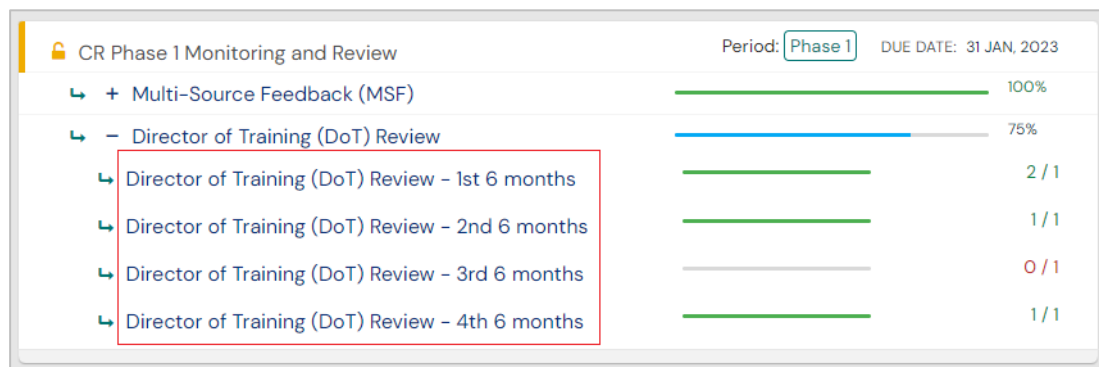 CR Phase 1 Monitoring and Review Period: Phase 1 DUE DATE: 31 JAN, 2023
+ Multi-Source Feedback (MSF) 100%
− Director of Training (DoT) Review 75%
Director of Training (DoT) Review - 1st 6 months 2 / 1
Director of Training (DoT) Review - 2nd 6 months 1 / 1
Director of Training (DoT) Review - 3rd 6 months 0 / 1
Director of Training (DoT) Review - 4th 6 months 1 / 1